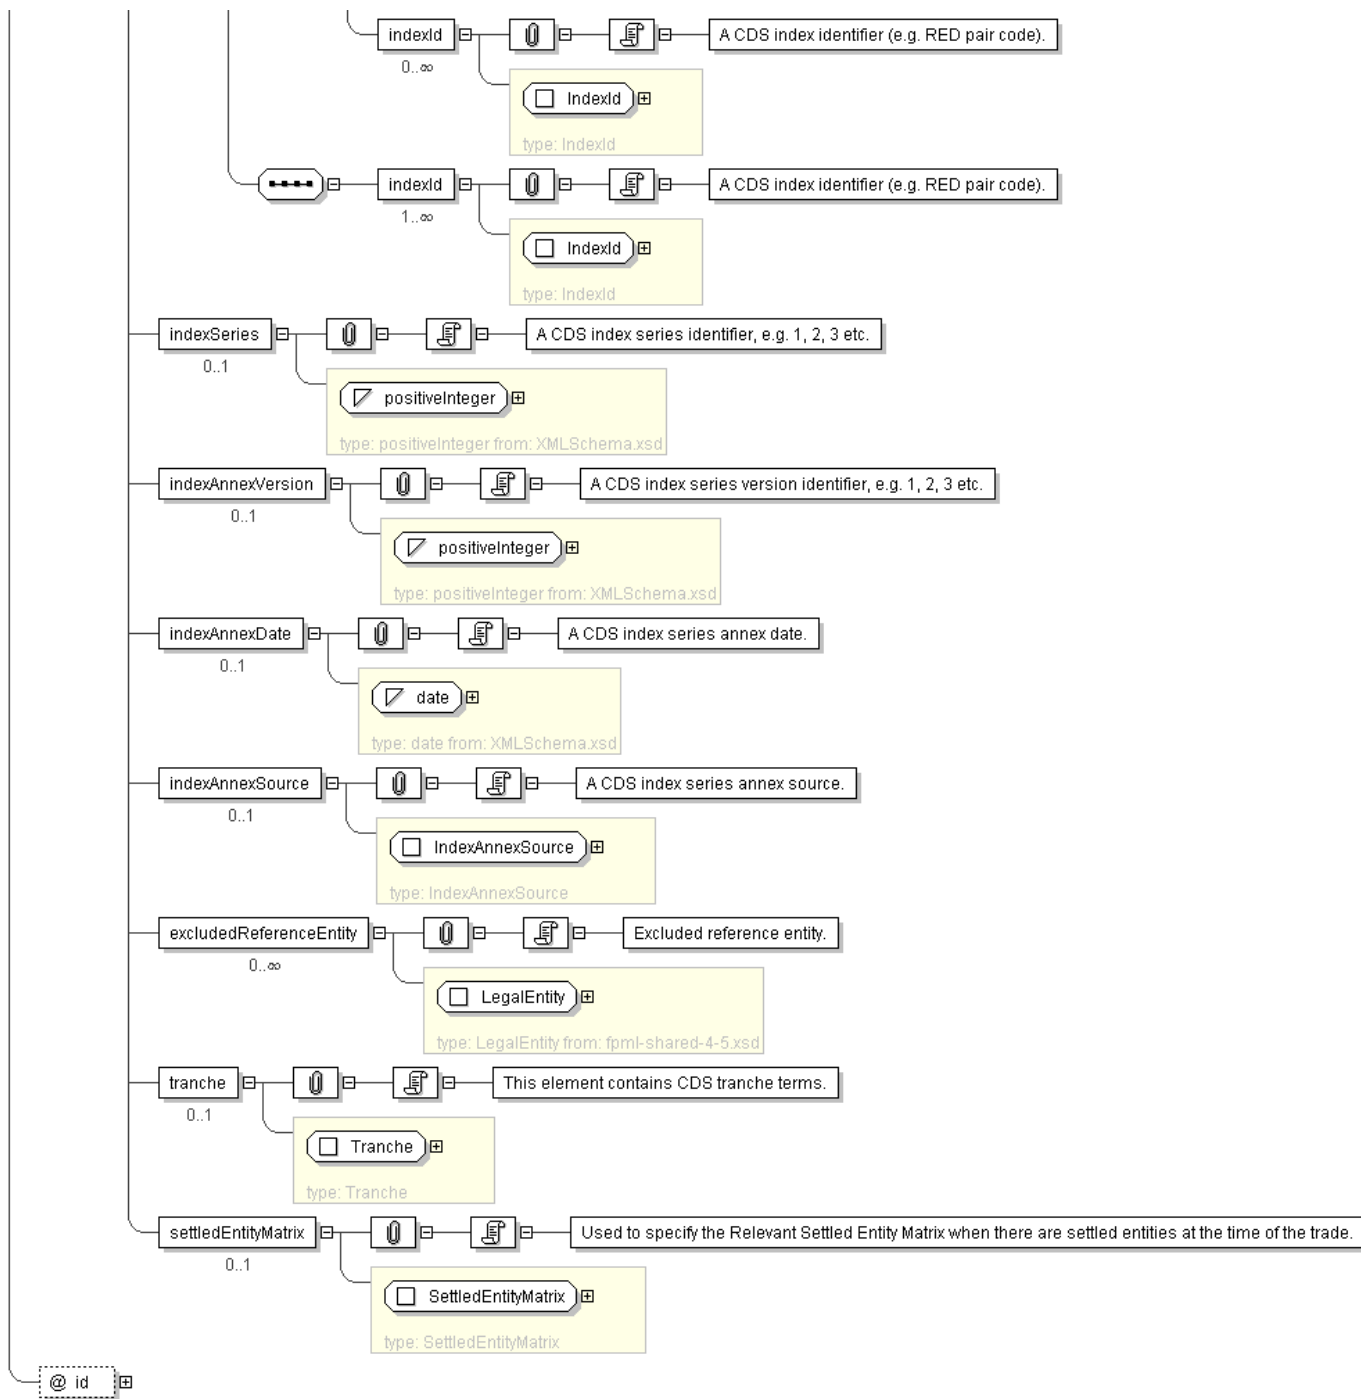 indexId
A CDS index identifier (e.g. RED pair code).
0..∞
IndexId
type: IndexId
indexId
A CDS index identifier (e.g. RED pair code).
1..∞
IndexId
type: IndexId
indexSeries
A CDS index series identifier, e.g. 1, 2, 3 etc.
0..1
positiveInteger
type: positiveInteger from: XMLSchema.xsd
indexAnnexVersion
A CDS index series version identifier, e.g. 1, 2, 3 etc.
0..1
positiveInteger
type: positiveInteger from: XMLSchema.xsd
indexAnnexDate
A CDS index series annex date.
0..1
date
type: date from: XMLSchema.xsd
indexAnnexSource
A CDS index series annex source.
0..1
IndexAnnexSource
type: IndexAnnexSource
excludedReferenceEntity
Excluded reference entity.
0..∞
LegalEntity
type: LegalEntity from: fpml-shared-4-5.xsd
tranche
This element contains CDS tranche terms.
0..1
Tranche
type: Tranche
settledEntityMatrix
Used to specify the Relevant Settled Entity Matrix when there are settled entities at the time of the trade.
0..1
SettledEntityMatrix
type: SettledEntityMatrix
@ id